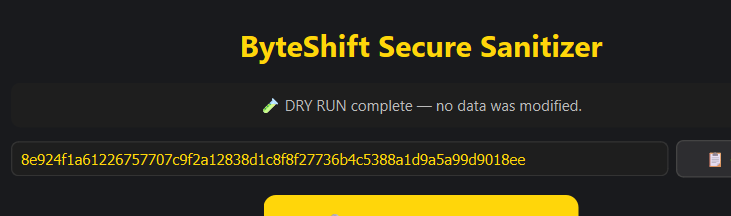 ByteShift Secure Sanitizer
DRY RUN complete — no data was modified.
8e924f1a61226757707c9f2a12838d1c8f8f27736b4c5388a1d9a5a99d9018ee